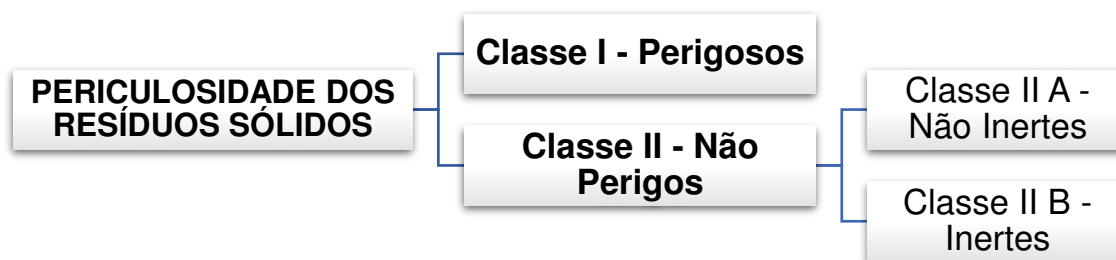 PERICULOSIDADE DOS
RESÍDUOS SÓLIDOS
Classe I - Perigosos
Classe II - Não
Perigos
Classe II A -
Não Inertes
Classe II B -
Inertes